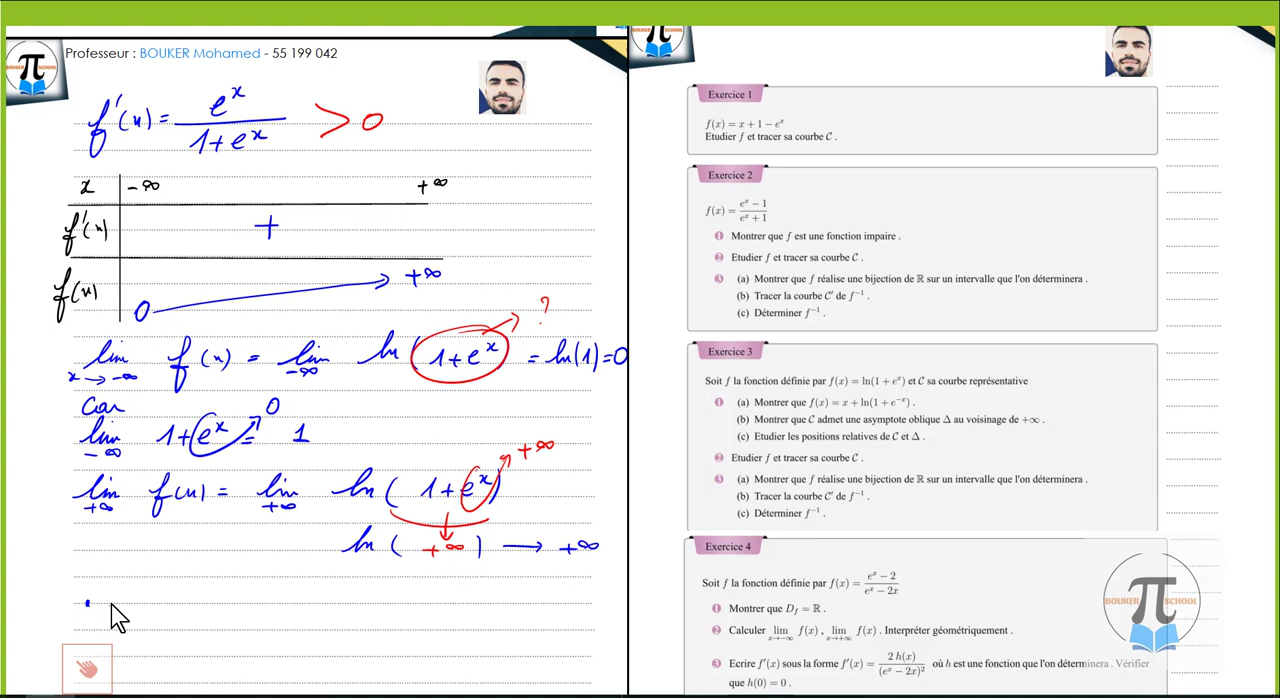 Professeur : BOUKER Mohamed - 55 199 042
π
BOUKER SCHOOL
f'(x) = e^x / (1+e^x) > 0
x -∞ +∞
f'(x) +
f(x) 0 +∞
?
lim x→-∞ f(x) = lim -∞ ln(1+e^x) = ln(1)=0
Car 0
lim -∞ 1+e^x = 1
+∞
lim +∞ f(x) = lim +∞ ln(1+e^x)
ln(+∞) → +∞
Exercice 1
f(x) = x + 1 − e^x
Etudier f et tracer sa courbe C .
Exercice 2
f(x) = (e^x − 1) / (e^x + 1)
1 Montrer que f est une fonction impaire .
2 Etudier f et tracer sa courbe C .
3 (a) Montrer que f réalise une bijection de ℝ sur un intervalle que l'on déterminera .
(b) Tracer la courbe C' de f^−1 .
(c) Déterminer f^−1 .
Exercice 3
Soit f la fonction définie par f(x) = ln(1 + e^x) et C sa courbe représentative
1 (a) Montrer que f(x) = x + ln(1 + e^−x) .
(b) Montrer que C admet une asymptote oblique Δ au voisinage de +∞ .
(c) Etudier les positions relatives de C et Δ .
2 Etudier f et tracer sa courbe C .
3 (a) Montrer que f réalise une bijection de ℝ sur un intervalle que l'on déterminera .
(b) Tracer la courbe C' de f^−1 .
(c) Déterminer f^−1 .
Exercice 4
Soit f la fonction définie par f(x) = (e^x − 2) / (e^x − 2x)
1 Montrer que D_f = ℝ .
2 Calculer lim x→−∞ f(x) , lim x→+∞ f(x) . Interpréter géométriquement .
3 Ecrire f'(x) sous la forme f'(x) = 2 h(x) / (e^x − 2x)^2 où h est une fonction que l'on déterminera . Vérifier
que h(0) = 0 .
π
BOUKER SCHOOL